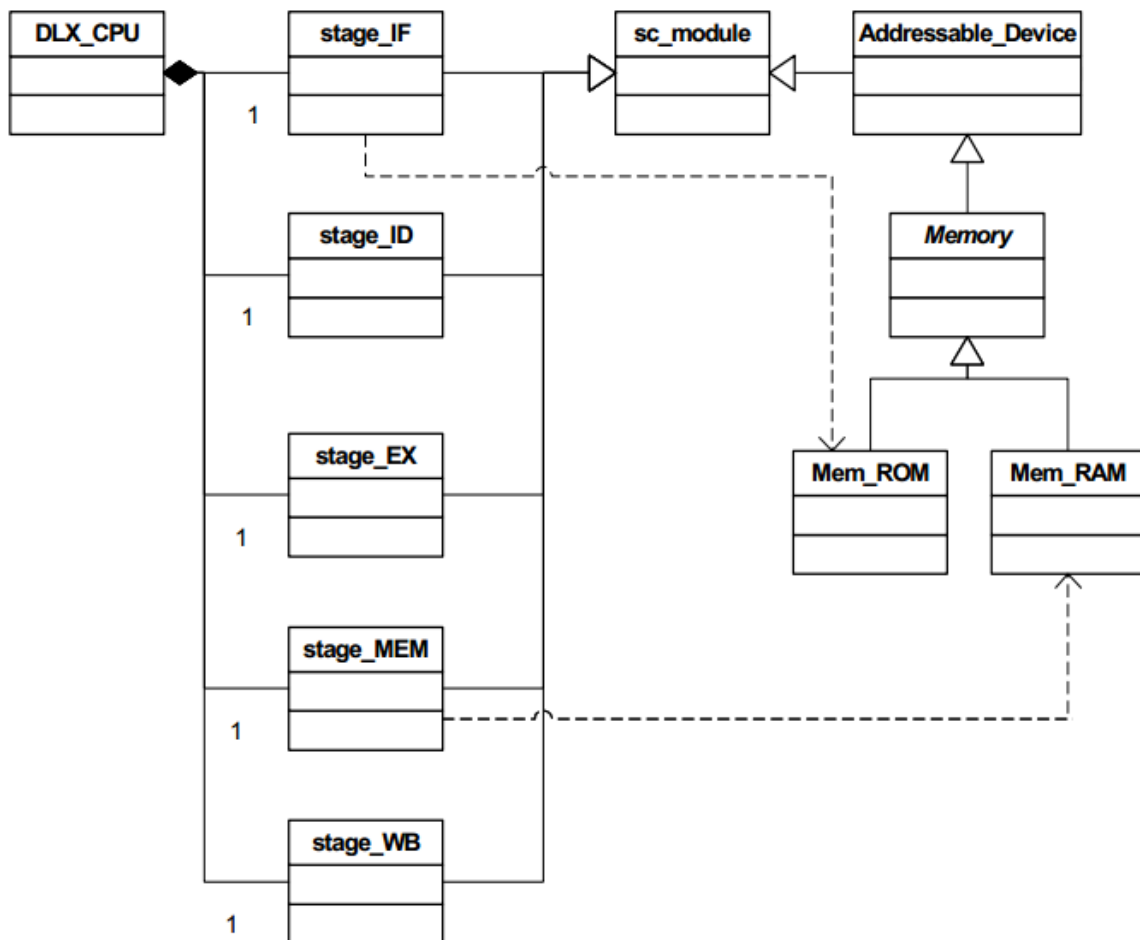 DLX_CPU
stage_IF
sc_module
Addressable_Device
1
stage_ID
Memory
1
stage_EX
Mem_ROM
Mem_RAM
1
stage_MEM
1
stage_WB
1